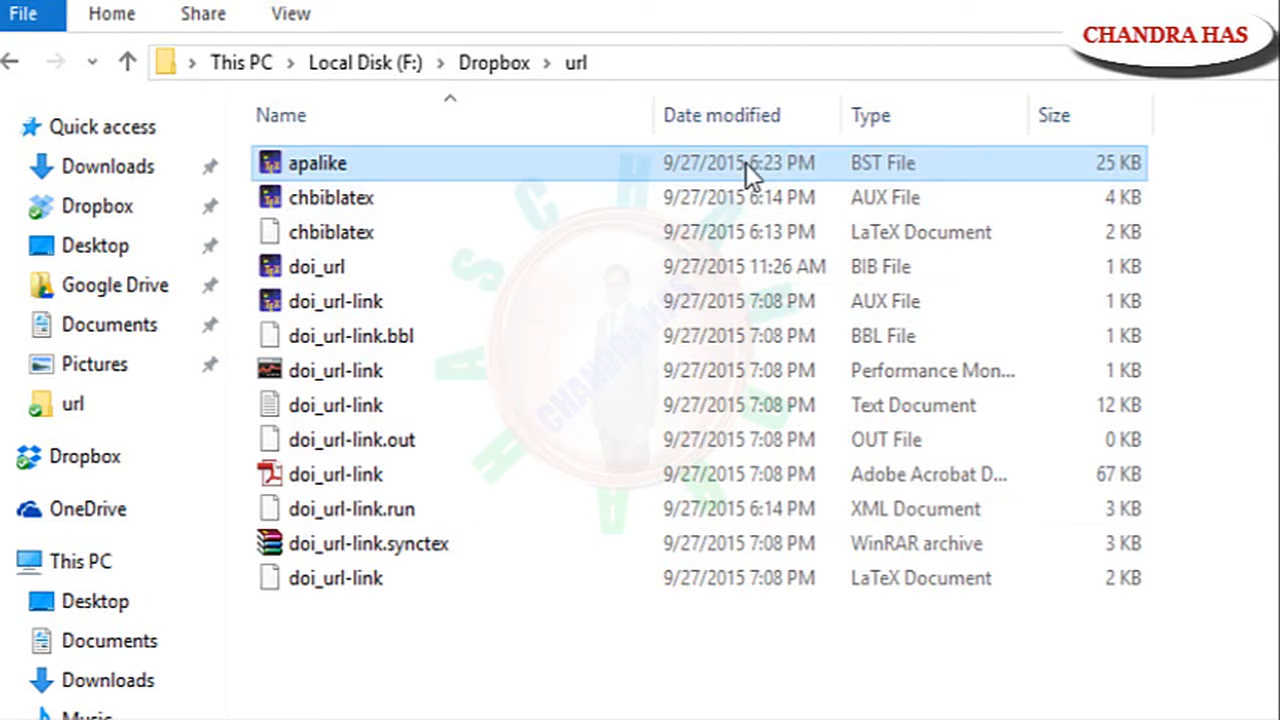 File Home Share View
CHANDRA HAS
This PC Local Disk (F:) Dropbox url
Name Date modified Type Size
Quick access
Downloads
Dropbox
Desktop
Google Drive
Documents
Pictures
url
Dropbox
OneDrive
This PC
Desktop
Documents
Downloads
Music
apalike 9/27/2015 6:23 PM BST File 25 KB
chbiblatex 9/27/2015 6:14 PM AUX File 4 KB
chbiblatex 9/27/2015 6:13 PM LaTeX Document 2 KB
doi_url 9/27/2015 11:26 AM BIB File 1 KB
doi_url-link 9/27/2015 7:08 PM AUX File 1 KB
doi_url-link.bbl 9/27/2015 7:08 PM BBL File 1 KB
doi_url-link 9/27/2015 7:08 PM Performance Mon... 1 KB
doi_url-link 9/27/2015 7:08 PM Text Document 12 KB
doi_url-link.out 9/27/2015 7:08 PM OUT File 0 KB
doi_url-link 9/27/2015 7:08 PM Adobe Acrobat D... 67 KB
doi_url-link.run 9/27/2015 6:14 PM XML Document 3 KB
doi_url-link.synctex 9/27/2015 7:08 PM WinRAR archive 3 KB
doi_url-link 9/27/2015 7:08 PM LaTeX Document 2 KB